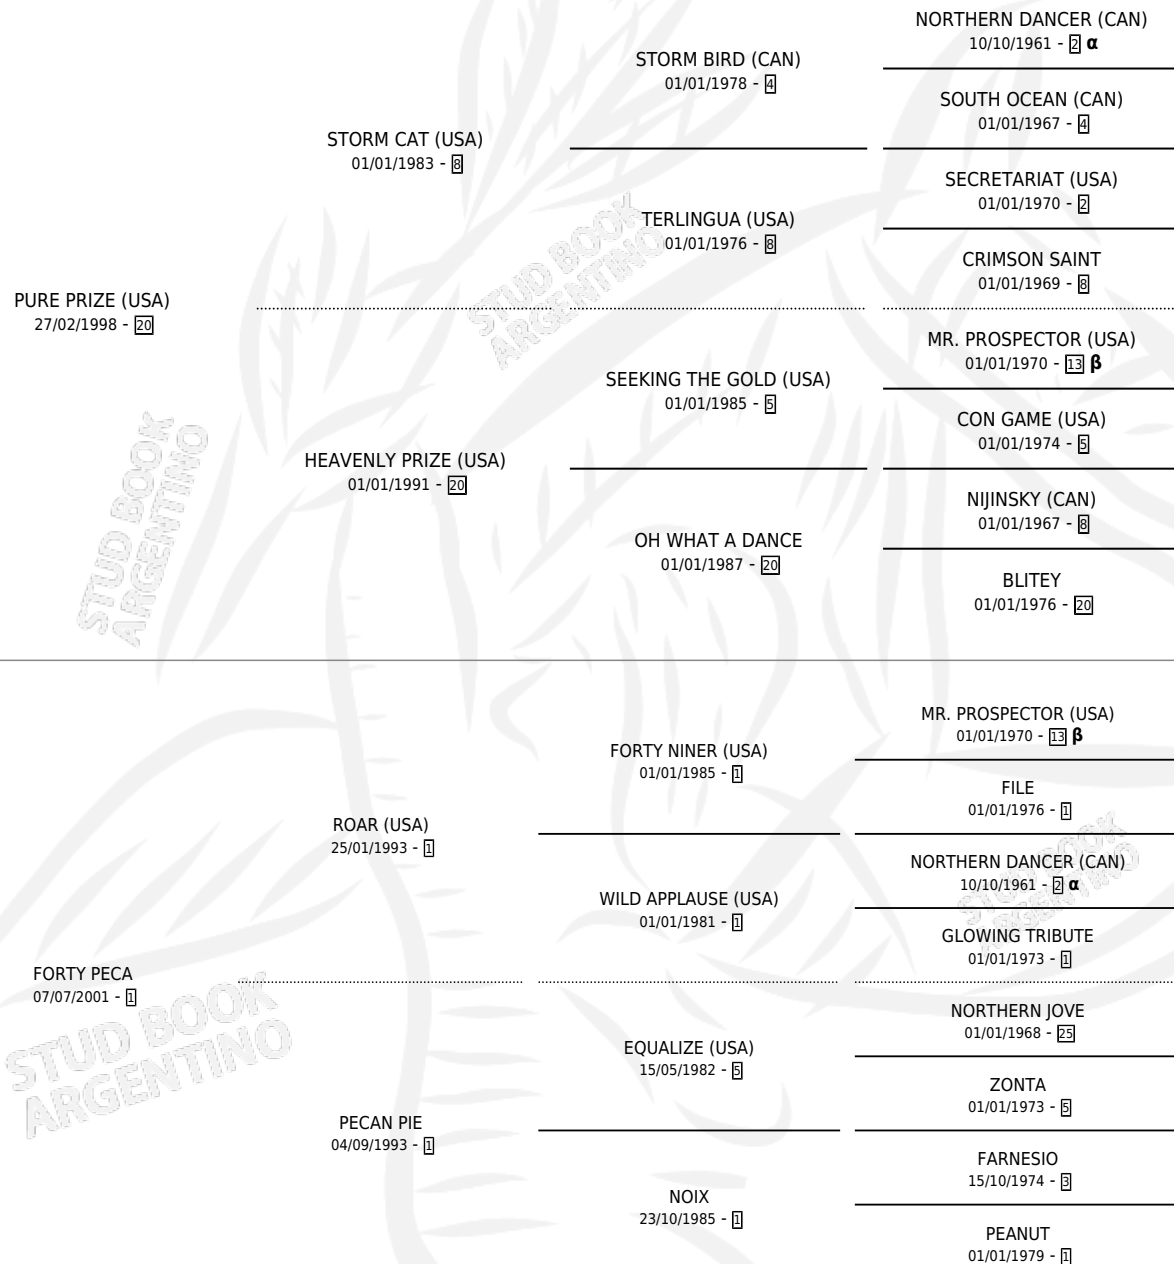 NORTHERN DANCER (CAN)
10/10/1961 - 2 α
STORM BIRD (CAN)
01/01/1978 - 4
SOUTH OCEAN (CAN)
01/01/1967 - 4
STORM CAT (USA)
01/01/1983 - 8
SECRETARIAT (USA)
01/01/1970 - 2
TERLINGUA (USA)
01/01/1976 - 8
CRIMSON SAINT
01/01/1969 - 8
PURE PRIZE (USA)
27/02/1998 - 20
MR. PROSPECTOR (USA)
01/01/1970 - 13 β
SEEKING THE GOLD (USA)
01/01/1985 - 5
CON GAME (USA)
01/01/1974 - 5
HEAVENLY PRIZE (USA)
01/01/1991 - 20
NIJINSKY (CAN)
01/01/1967 - 8
OH WHAT A DANCE
01/01/1987 - 20
BLITEY
01/01/1976 - 20
MR. PROSPECTOR (USA)
01/01/1970 - 13 β
FORTY NINER (USA)
01/01/1985 - 1
FILE
01/01/1976 - 1
ROAR (USA)
25/01/1993 - 1
NORTHERN DANCER (CAN)
10/10/1961 - 2 α
WILD APPLAUSE (USA)
01/01/1981 - 1
GLOWING TRIBUTE
01/01/1973 - 1
FORTY PECA
07/07/2001 - 1
NORTHERN JOVE
01/01/1968 - 25
EQUALIZE (USA)
15/05/1982 - 5
ZONTA
01/01/1973 - 5
PECAN PIE
04/09/1993 - 1
FARNESIO
15/10/1974 - 3
NOIX
23/10/1985 - 1
PEANUT
01/01/1979 - 1
STUD BOOK
ARGENTINO
STUD BOOK
ARGENTINO
STUD BOOK
ARGENTINO
STUD BOOK
ARGENTINO